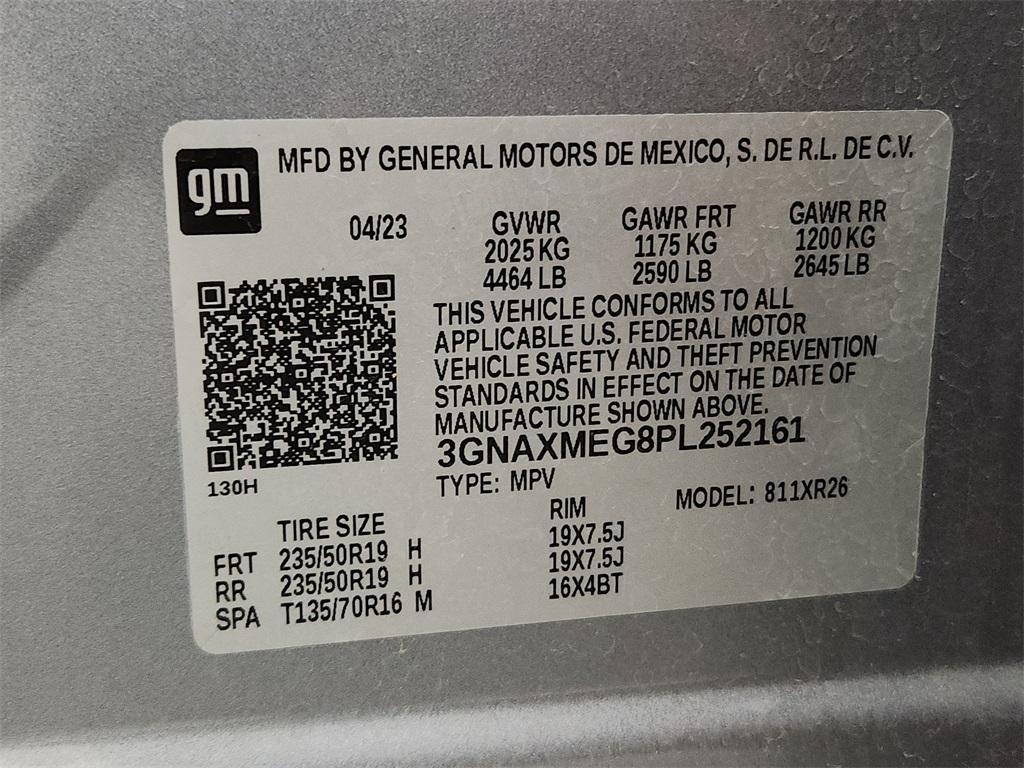 gm
MFD BY GENERAL MOTORS DE MEXICO, S. DE R.L. DE C.V.
04/23
GVWR
2025 KG
4464 LB
GAWR FRT
1175 KG
2590 LB
GAWR RR
1200 KG
2645 LB
THIS VEHICLE CONFORMS TO ALL
APPLICABLE U.S. FEDERAL MOTOR
VEHICLE SAFETY AND THEFT PREVENTION
STANDARDS IN EFFECT ON THE DATE OF
MANUFACTURE SHOWN ABOVE.
3GNAXMEG8PL252161
130H
TYPE: MPV
MODEL: 811XR26
TIRE SIZE RIM
FRT 235/50R19 H 19X7.5J
RR 235/50R19 H 19X7.5J
SPA T135/70R16 M 16X4BT